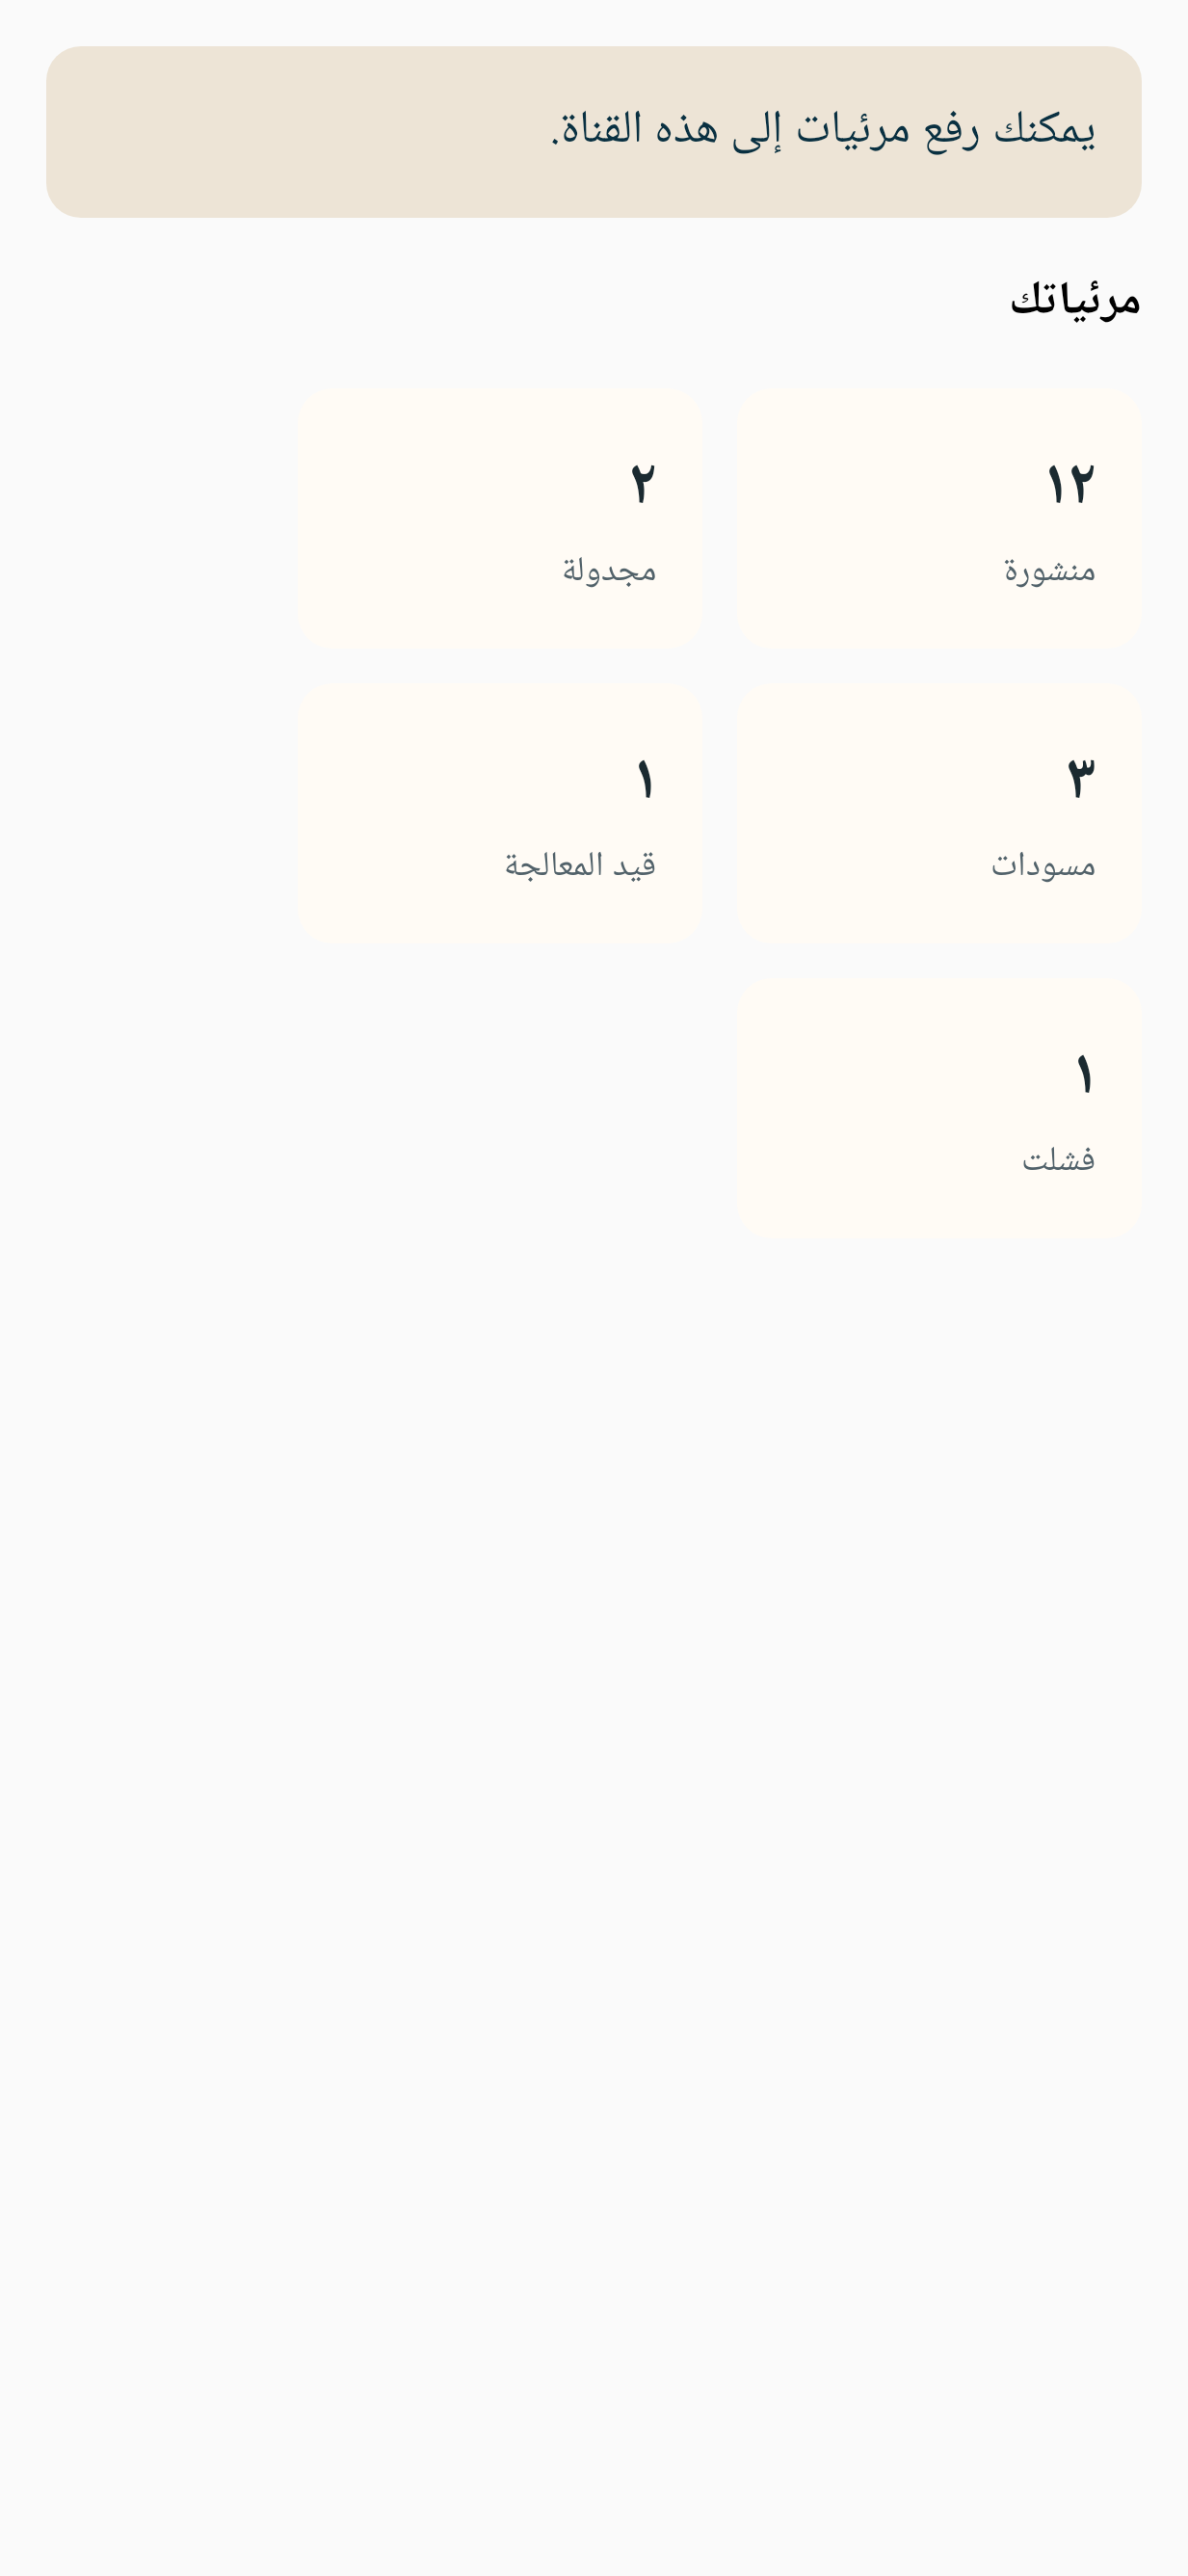 يمكنك رفع مرئيات إلى هذه القناة.
مرئياتك
١٢
منشورة
٢
مجدولة
٣
مسودات
١
قيد المعالجة
١
فشلت